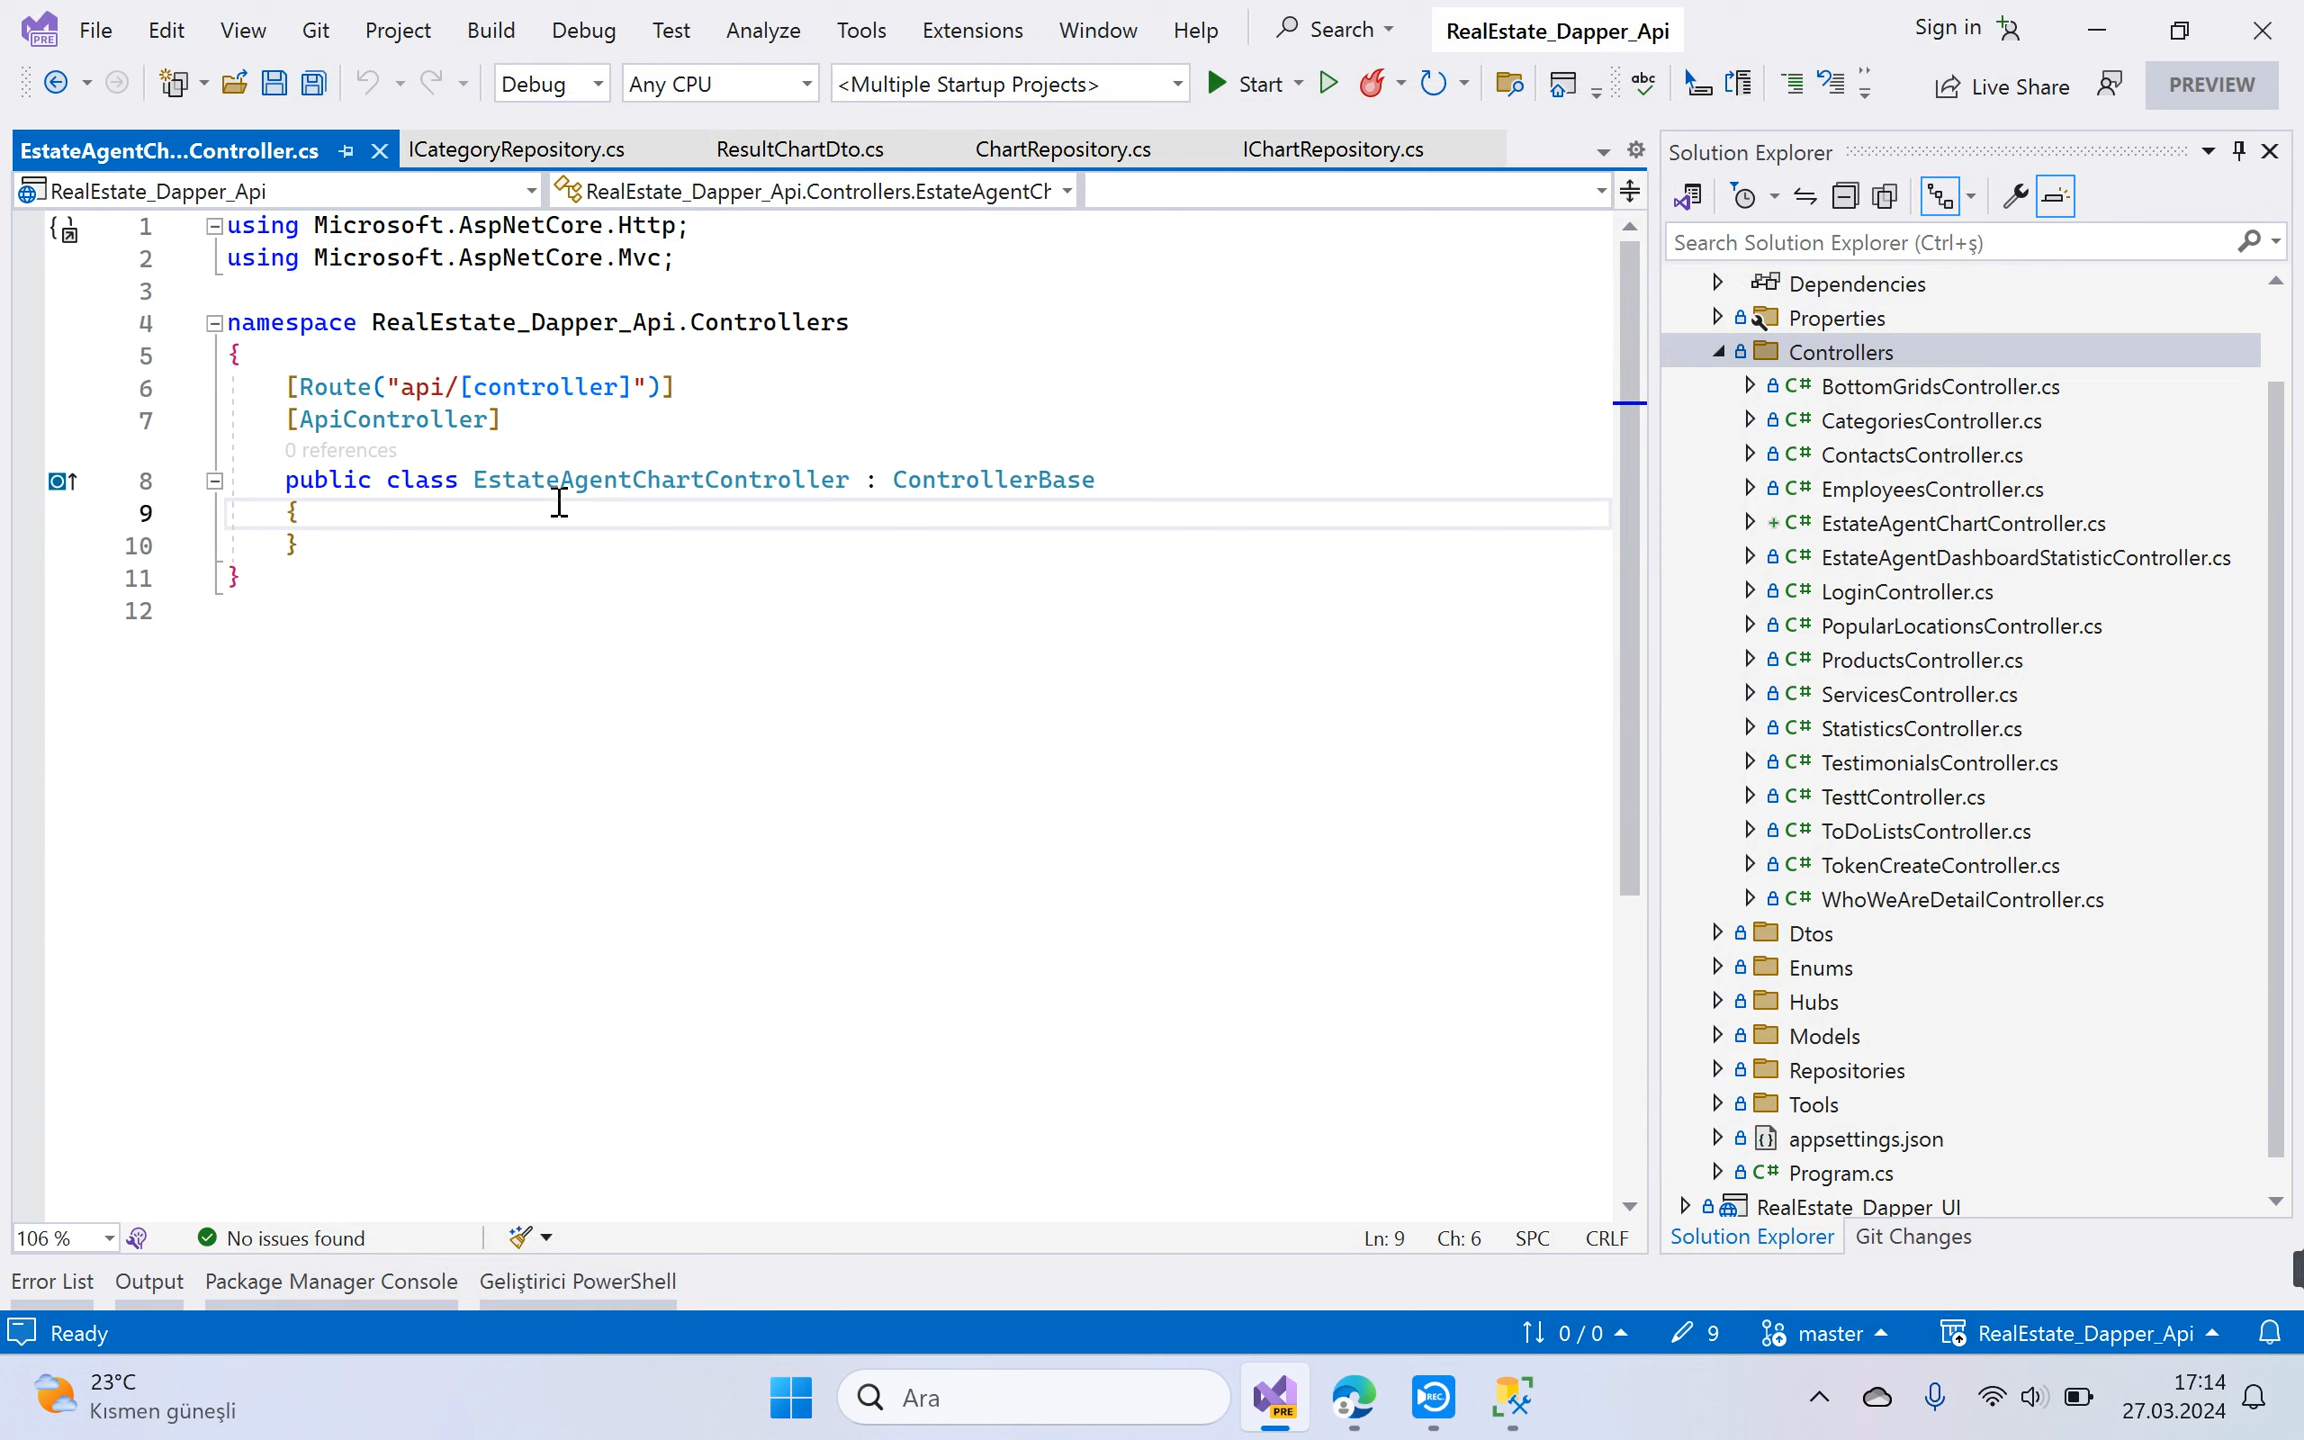 File Edit View Git Project Build Debug Test Analyze Tools Extensions Window Help Search RealEstate_Dapper_Api Sign in
PRE
Debug Any CPU <Multiple Startup Projects> Start abc Live Share PREVIEW
EstateAgentCh...Controller.cs ICategoryRepository.cs ResultChartDto.cs ChartRepository.cs IChartRepository.cs
RealEstate_Dapper_Api RealEstate_Dapper_Api.Controllers.EstateAgentCh
1 using Microsoft.AspNetCore.Http;
2 using Microsoft.AspNetCore.Mvc;
3
4 namespace RealEstate_Dapper_Api.Controllers
5 {
6 [Route("api/[controller]")]
7 [ApiController]
0 references
8 public class EstateAgentChartController : ControllerBase
9 {
10 }
11 }
12
106 % No issues found Ln: 9 Ch: 6 SPC CRLF
Solution Explorer
Search Solution Explorer (Ctrl+ş)
Dependencies
Properties
Controllers
C# BottomGridsController.cs
C# CategoriesController.cs
C# ContactsController.cs
C# EmployeesController.cs
+ C# EstateAgentChartController.cs
C# EstateAgentDashboardStatisticController.cs
C# LoginController.cs
C# PopularLocationsController.cs
C# ProductsController.cs
C# ServicesController.cs
C# StatisticsController.cs
C# TestimonialsController.cs
C# TesttController.cs
C# ToDoListsController.cs
C# TokenCreateController.cs
C# WhoWeAreDetailController.cs
Dtos
Enums
Hubs
Models
Repositories
Tools
appsettings.json
C# Program.cs
RealEstate_Dapper_UI
Solution Explorer Git Changes
Error List Output Package Manager Console Geliştirici PowerShell
Ready 0 / 0 9 master RealEstate_Dapper_Api
23°C
Kısmen güneşli
Ara
PRE
REC
17:14
27.03.2024